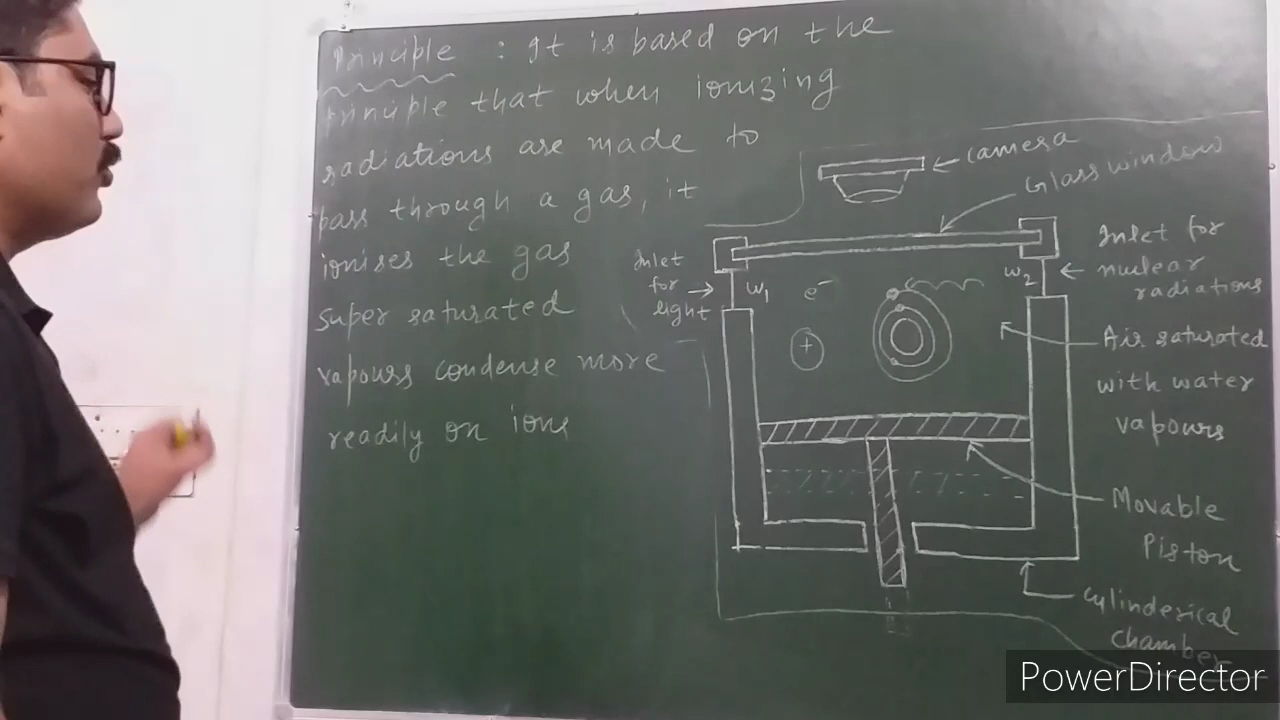 Principle : It is based on the
principle that when ionizing
radiations are made to
pass through a gas, it
ionises the gas
super saturated
vapours condense more
readily on ions
camera
Glass window
Inlet
for
light
W1
e-
+
W2
Inlet for
nuclear
radiations
Air saturated
with water
vapours
Movable
Piston
cylinderical
chamber
PowerDirector